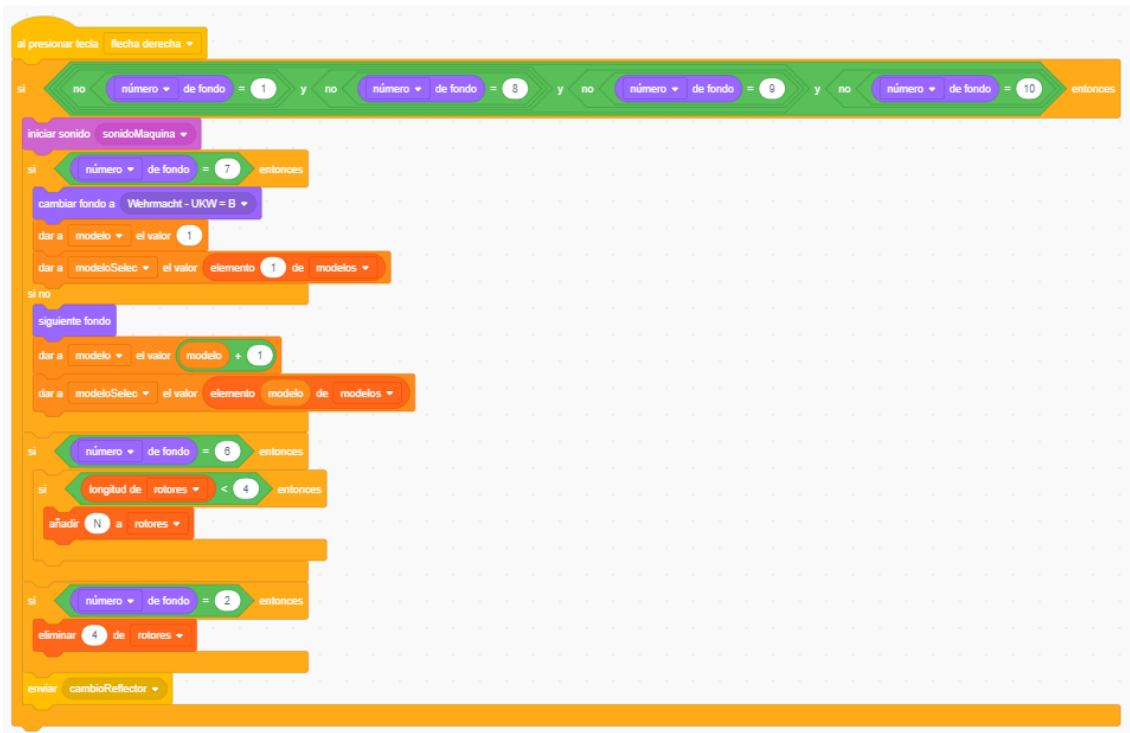 al presionar tecla flecha derecha
si no número de fondo = 1 y no número de fondo = 8 y no número de fondo = 9 y no número de fondo = 10 entonces
iniciar sonido sonidoMaquina
si número de fondo = 7 entonces
cambiar fondo a Wehrmacht - UKW = B
dar a modelo el valor 1
dar a modeloSelec el valor elemento 1 de modelos
si no
siguiente fondo
dar a modelo el valor modelo + 1
dar a modeloSelec el valor elemento modelo de modelos
si número de fondo = 6 entonces
si longitud de rotores < 4 entonces
añadir N a rotores
si número de fondo = 2 entonces
eliminar 4 de rotores
enviar cambioReflector